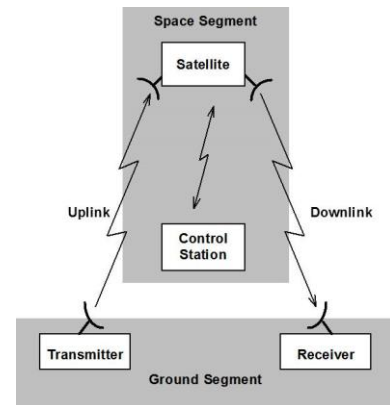 Space Segment
Satellite
Uplink
Downlink
Control
Station
Transmitter
Receiver
Ground Segment